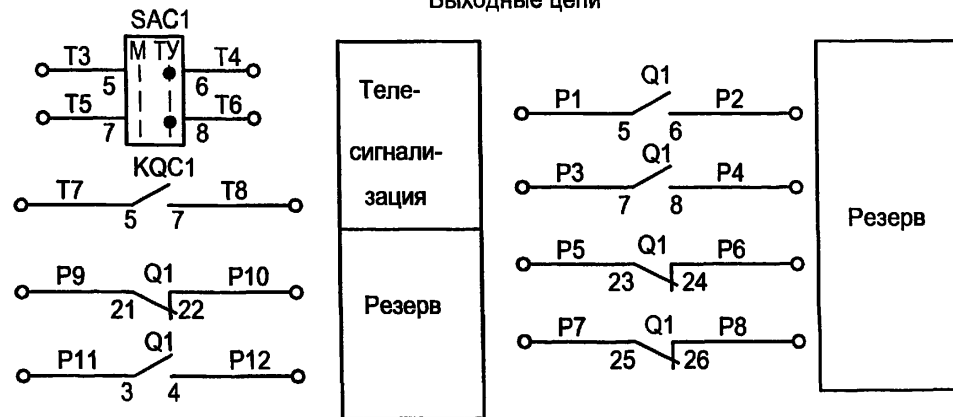 Выходные цепи
SAC1
М ТУ
Т3 5 6 Т4
Т5 7 8 Т6
KQC1
Т7 5 7 Т8
Q1
Р9 21 22 Р10
Q1
Р11 3 4 Р12
Теле-
сигнали-
зация
Резерв
Q1
Р1 5 6 Р2
Q1
Р3 7 8 Р4
Q1
Р5 23 24 Р6
Q1
Р7 25 26 Р8
Резерв